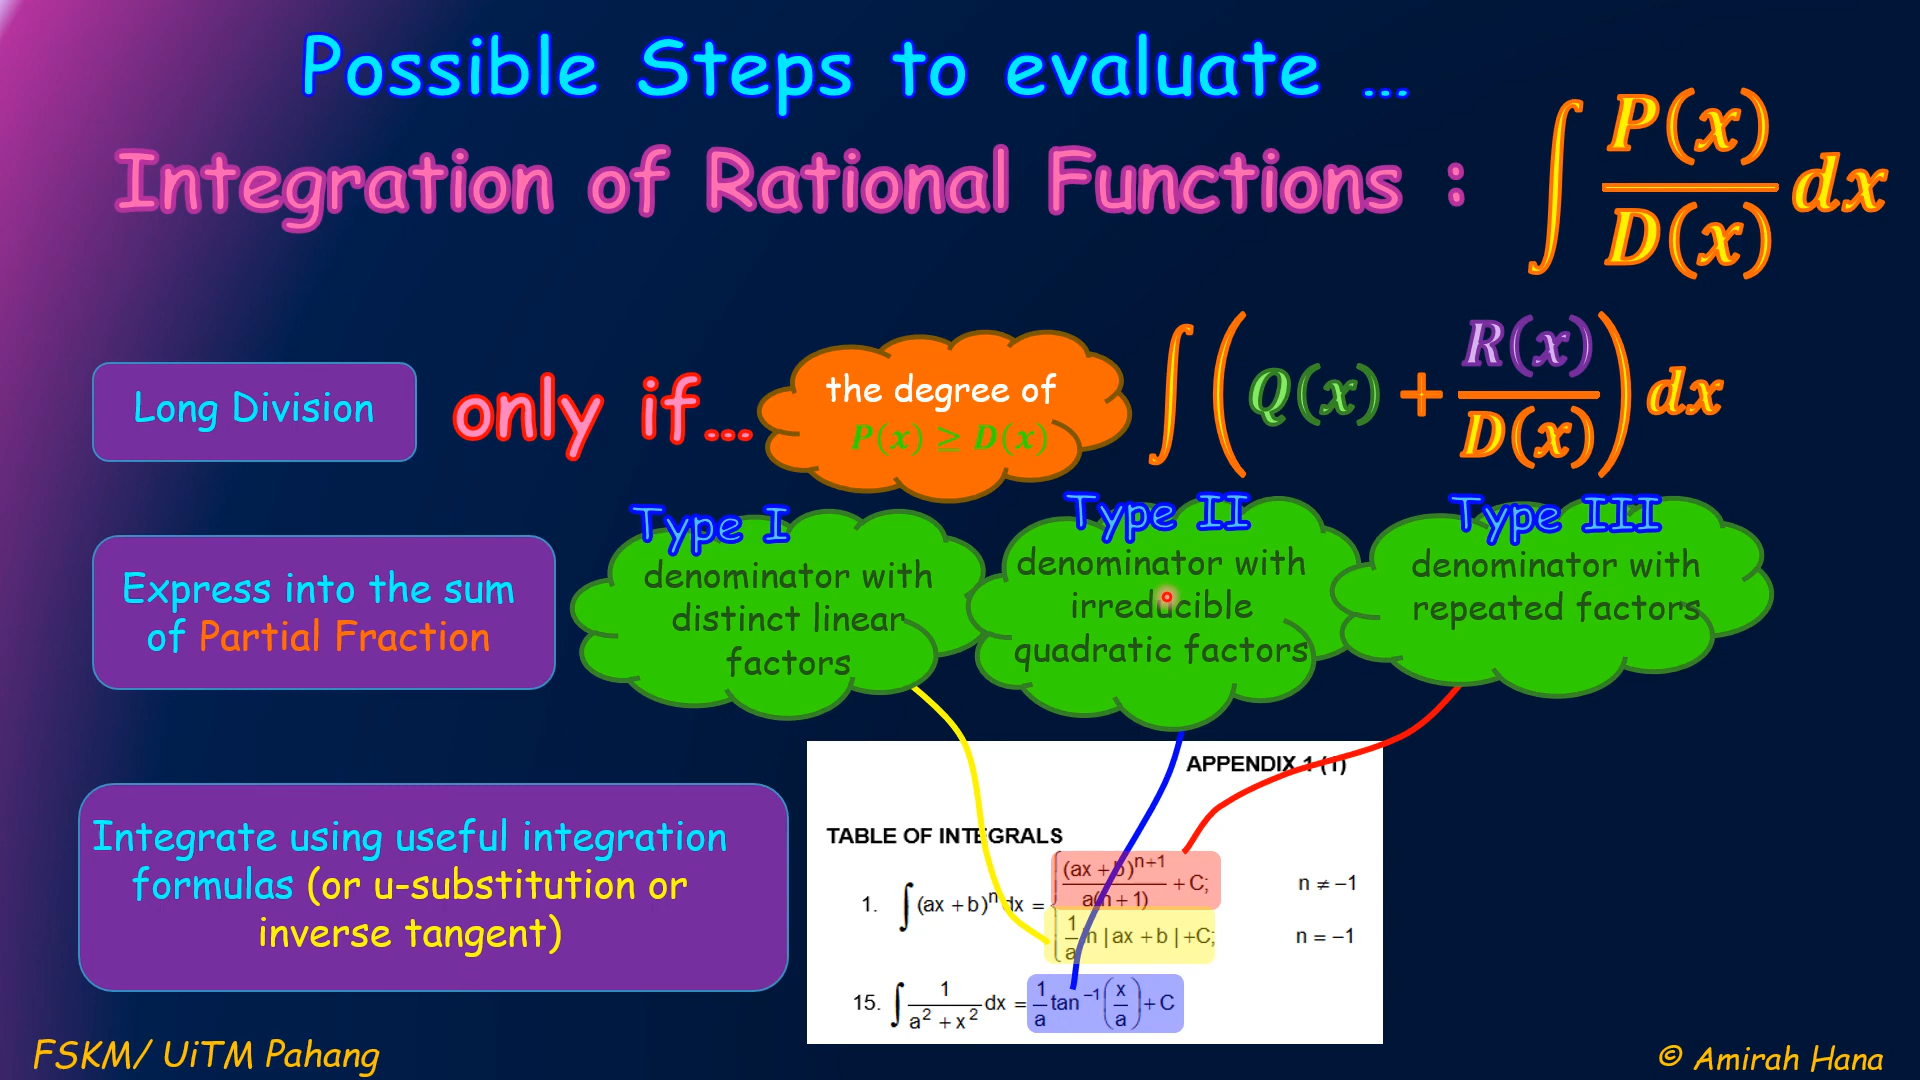 Possible Steps to evaluate ...
Integration of Rational Functions :
∫ P(x)/D(x) dx
Long Division
only if...
the degree of
P(x) ≥ D(x)
∫ ( Q(x) + R(x)/D(x) ) dx
Express into the sum
of Partial Fraction
Type I
denominator with
distinct linear
factors
Type II
denominator with
irreducible
quadratic factors
Type III
denominator with
repeated factors
Integrate using useful integration
formulas (or u-substitution or
inverse tangent)
APPENDIX 1 (1)
TABLE OF INTEGRALS
1. ∫ (ax + b)^n dx = { (ax + b)^(n+1) / a(n + 1) + C; n ≠ −1
1/a ln | ax + b | + C; n = −1
15. ∫ 1/(a^2 + x^2) dx = 1/a tan^−1 (x/a) + C
FSKM/ UiTM Pahang
© Amirah Hana